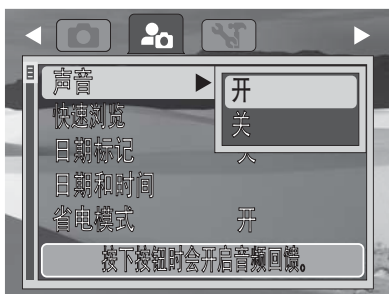 声音
开
快速浏览
关
日期标记
日期和时间
省电模式
开
按下按钮时会开启音频回馈。